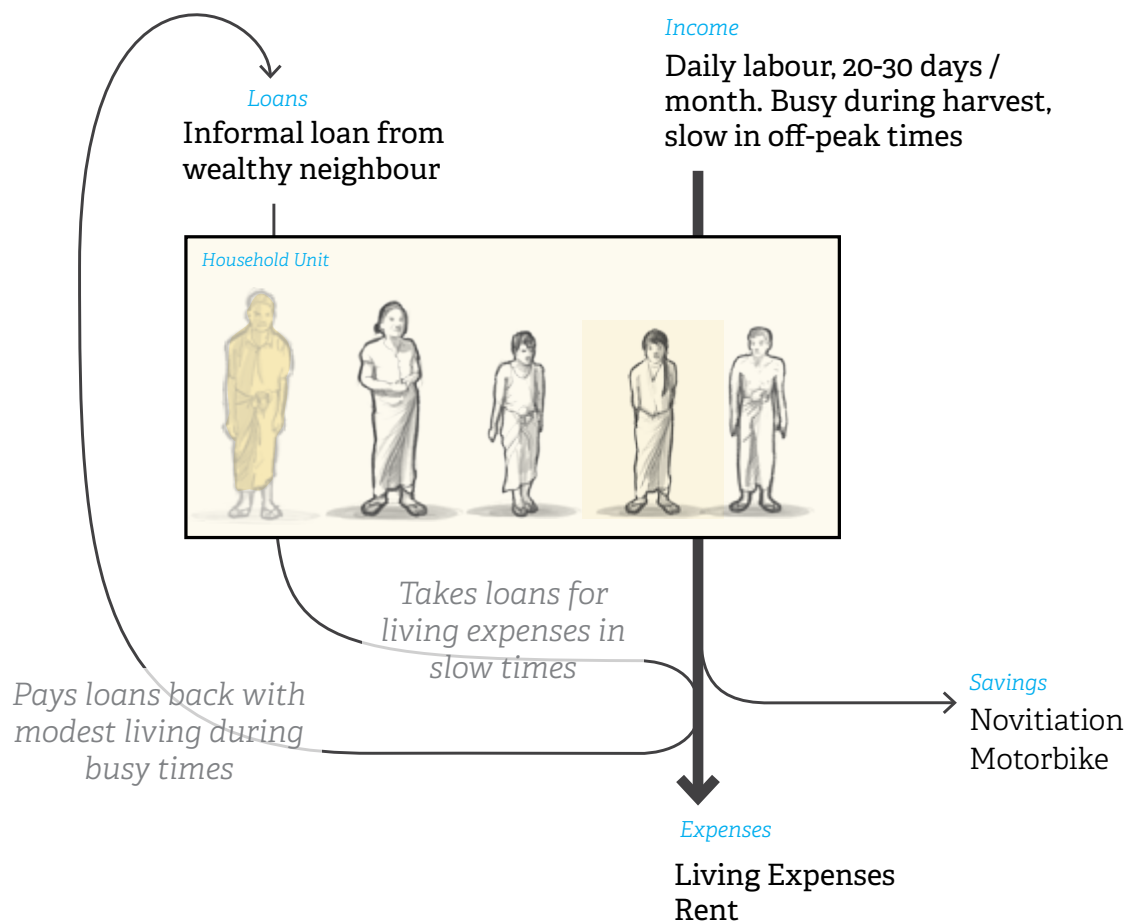 Income
Daily labour, 20-30 days /
month. Busy during harvest,
slow in off-peak times
Loans
Informal loan from
wealthy neighbour
Household Unit
Takes loans for
living expenses in
slow times
Pays loans back with
modest living during
busy times
Savings
Novitiation
Motorbike
Expenses
Living Expenses
Rent